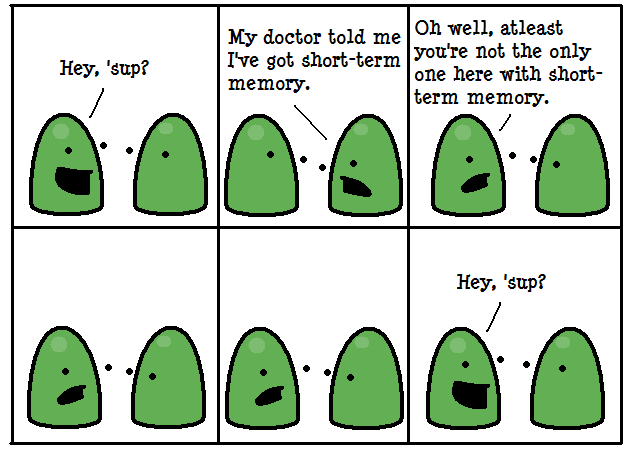 Hey, 'sup?
My doctor told me
I've got short-term
memory.
Oh well, atleast
you're not the only
one here with short-
term memory.
Hey, 'sup?